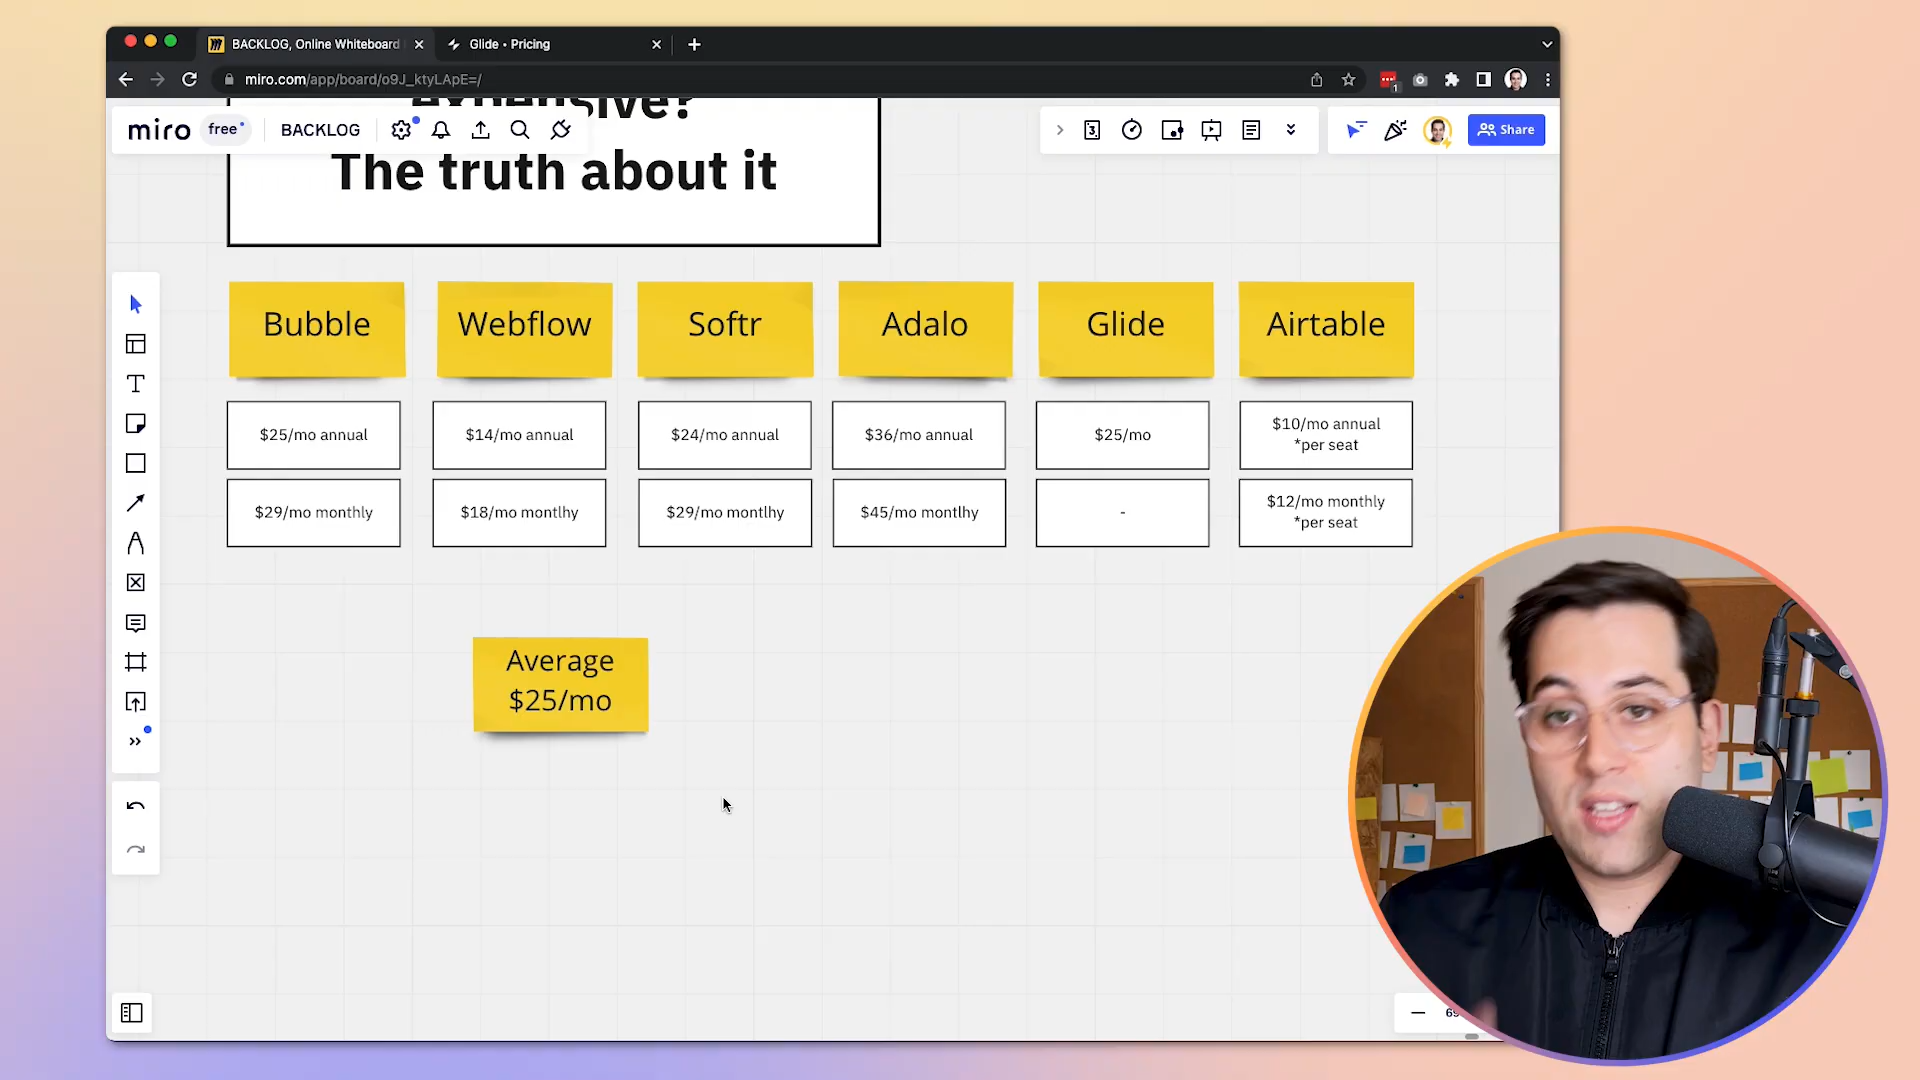 BACKLOG, Online Whiteboard
Glide • Pricing
miro.com/app/board/o9J_ktyLApE=/
1
expensive?
miro
free
BACKLOG
Share
The truth about it
Bubble
Webflow
Softr
Adalo
Glide
Airtable
$25/mo annual
$14/mo annual
$24/mo annual
$36/mo annual
$25/mo
$10/mo annual
*per seat
$29/mo monthly
$18/mo montlhy
$29/mo montlhy
$45/mo montlhy
-
$12/mo monthly
*per seat
Average
$25/mo